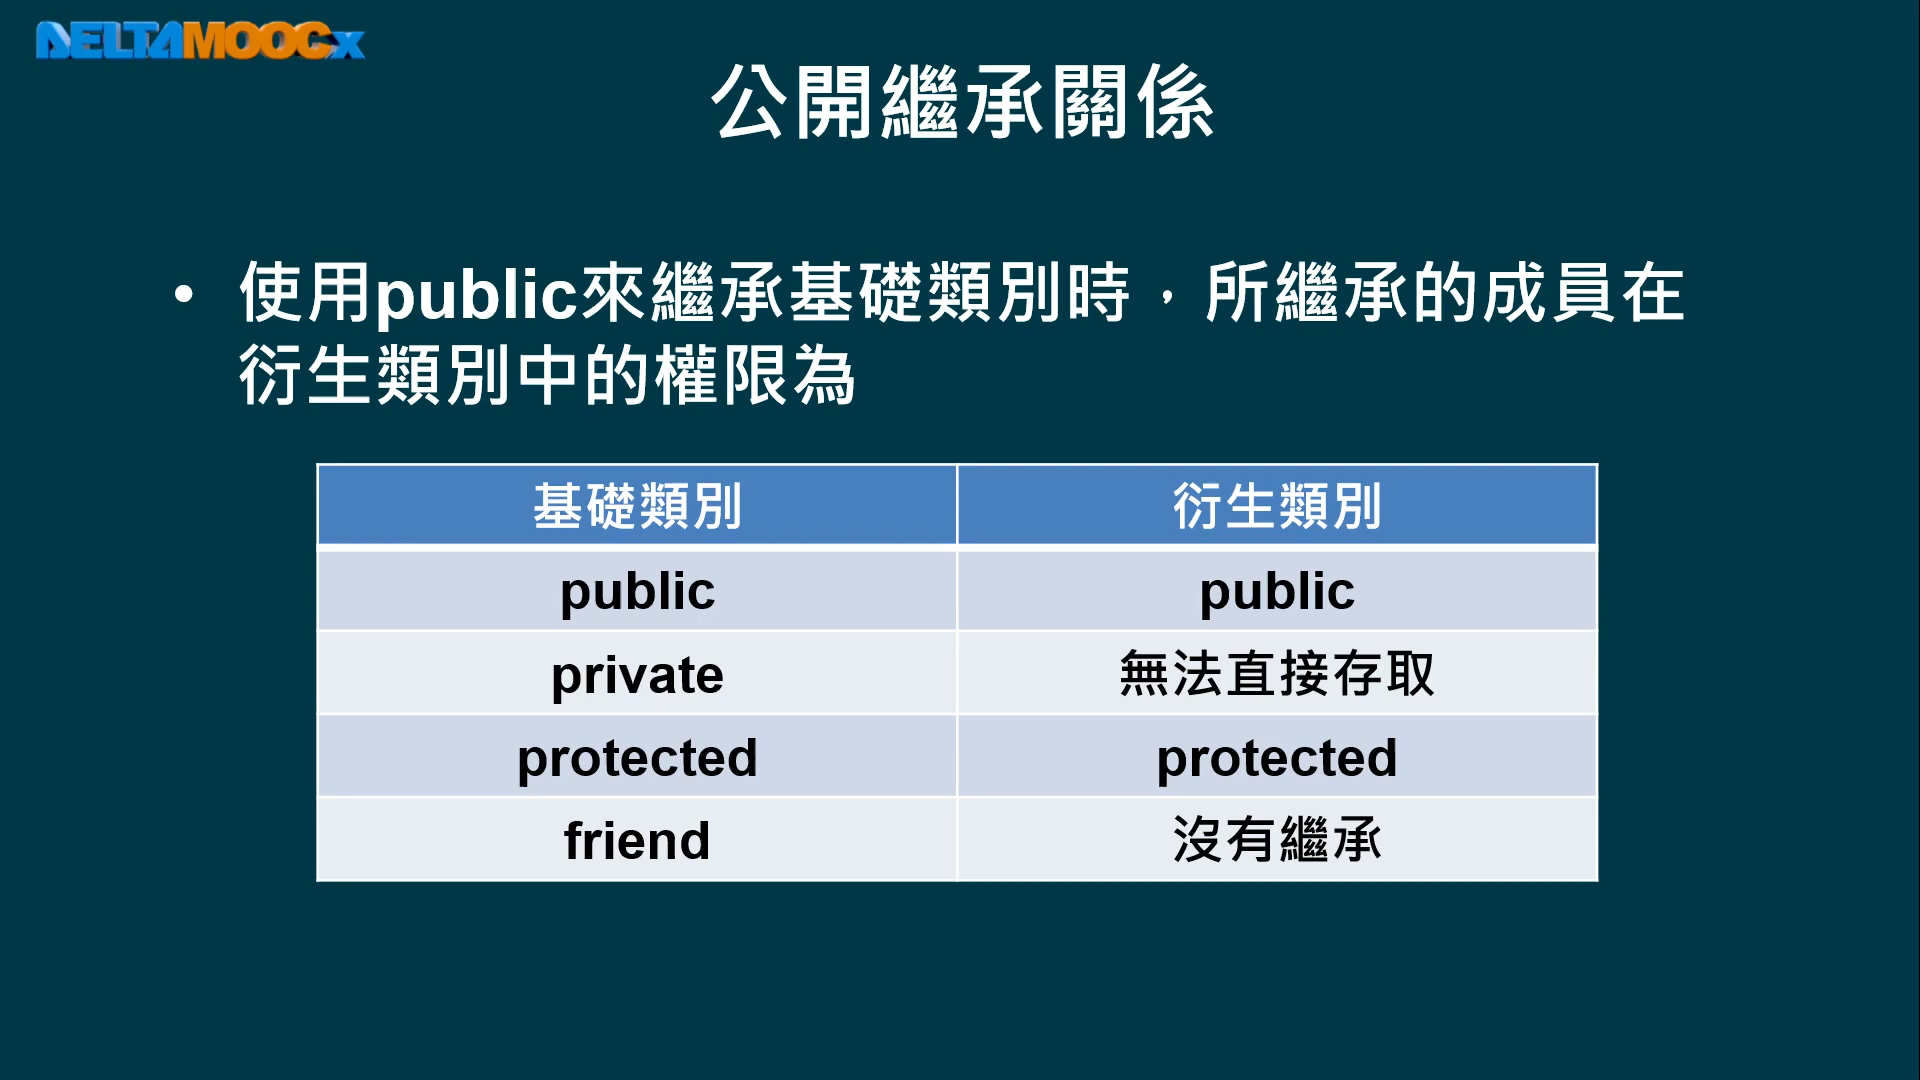 DELTAMOOCx
公開繼承關係
• 使用public來繼承基礎類別時，所繼承的成員在
衍生類別中的權限為
基礎類別 衍生類別
public public
private 無法直接存取
protected protected
friend 沒有繼承